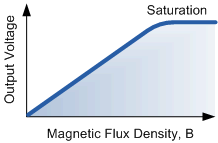 Saturation
Output Voltage
Magnetic Flux Density, B